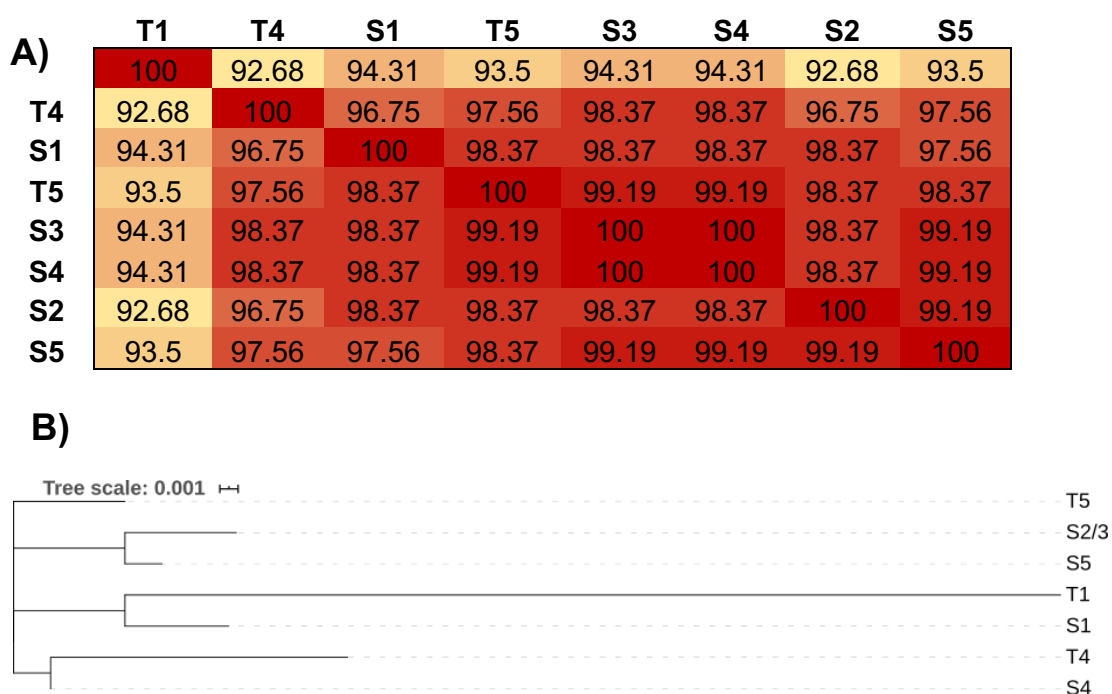 A)
T1 T4 S1 T5 S3 S4 S2 S5
100 92.68 94.31 93.5 94.31 94.31 92.68 93.5
T4 92.68 100 96.75 97.56 98.37 98.37 96.75 97.56
S1 94.31 96.75 100 98.37 98.37 98.37 98.37 97.56
T5 93.5 97.56 98.37 100 99.19 99.19 98.37 98.37
S3 94.31 98.37 98.37 99.19 100 100 98.37 99.19
S4 94.31 98.37 98.37 99.19 100 100 98.37 99.19
S2 92.68 96.75 98.37 98.37 98.37 98.37 100 99.19
S5 93.5 97.56 97.56 98.37 99.19 99.19 99.19 100
B)
Tree scale: 0.001
T5
S2/3
S5
T1
S1
T4
S4